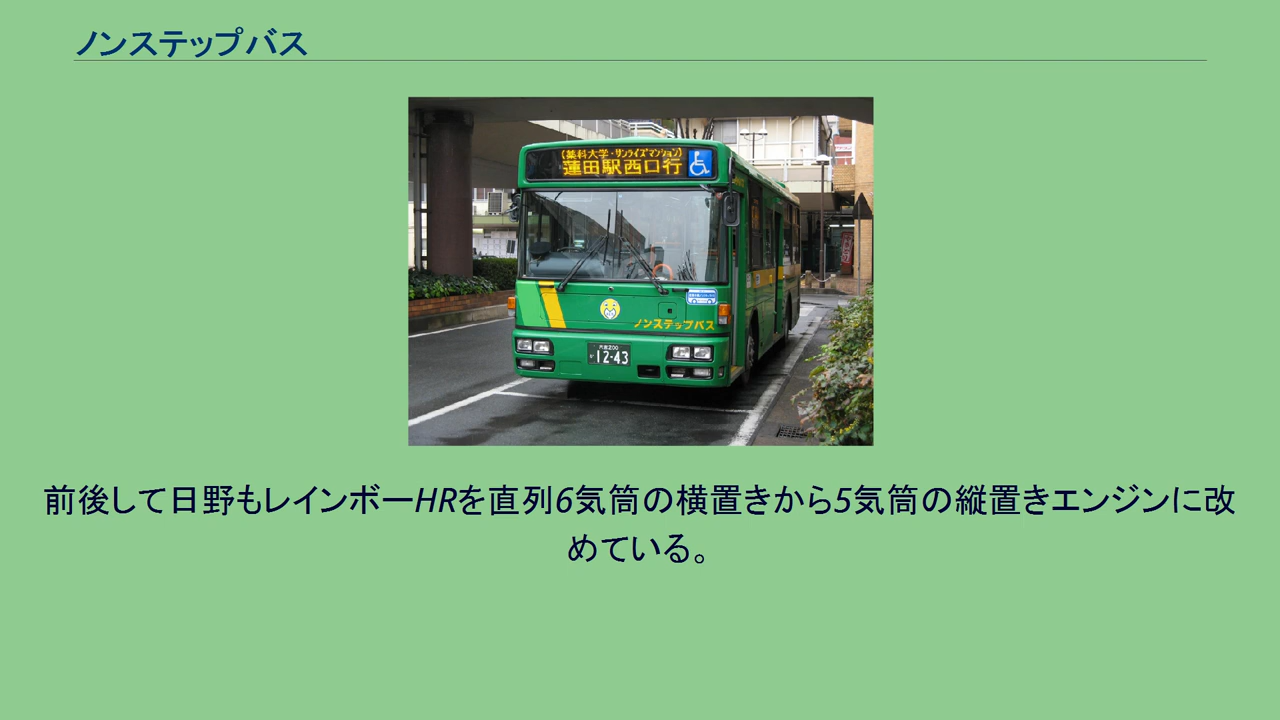 ノンステップバス
(薬科大学・サンライズマンション)
蓮田駅西口行
ノンステップバス
12-43
前後して日野もレインボーHRを直列6気筒の横置きから5気筒の縦置きエンジンに改
めている。